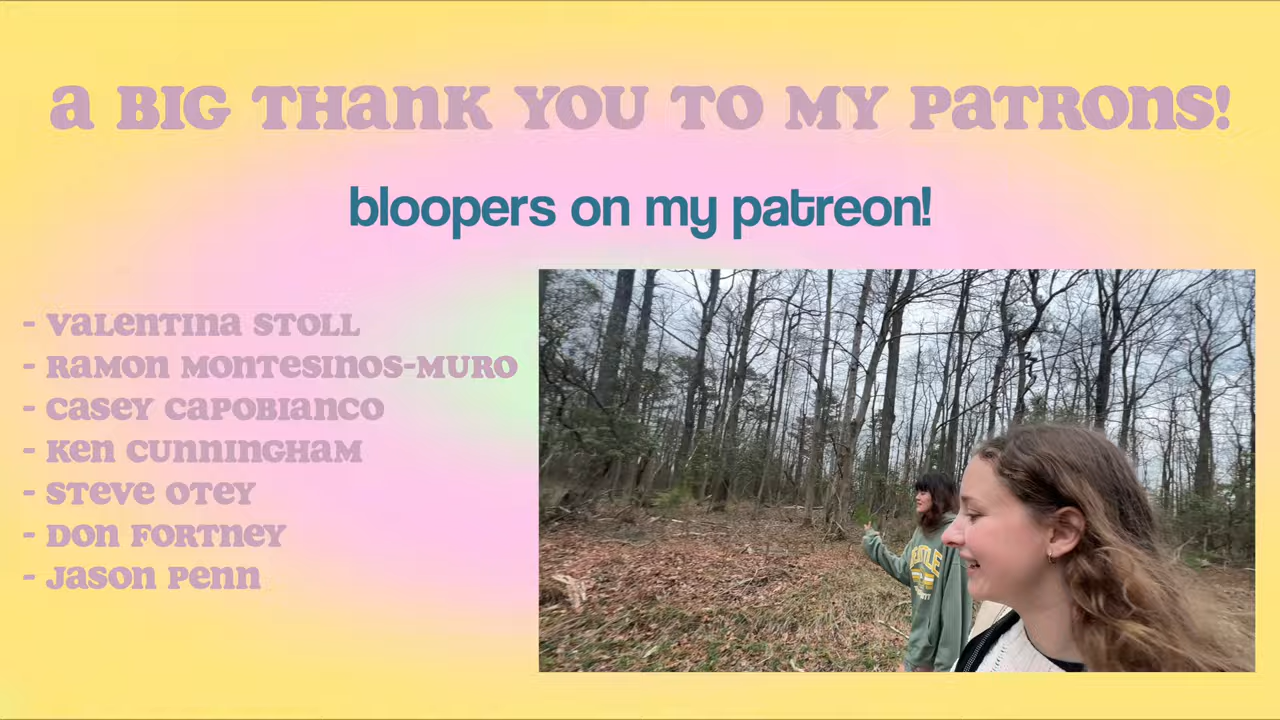 a BIG THANK YOU TO MY PATRONS!
bloopers on my patreon!
- VALENTINA STOLL
- RAMON MONTESINOS-MURO
- CASEY CAPOBIANCO
- KEN CUNNINGHAM
- STEVE OTEY
- DON FORTNEY
- JASON PENN